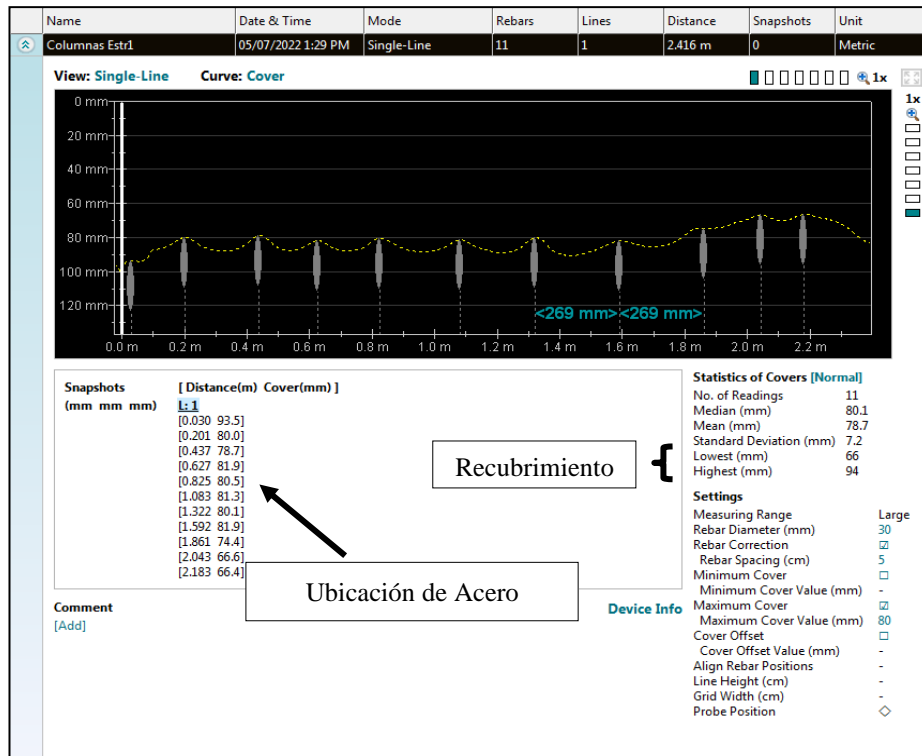 Name Date & Time Mode Rebars Lines Distance Snapshots Unit
Columnas Estr1 05/07/2022 1:29 PM Single-Line 11 1 2.416 m 0 Metric
View: Single-Line Curve: Cover 1x
1x
0 mm
20 mm
40 mm
60 mm
80 mm
100 mm
120 mm
<269 mm> <269 mm>
0.0 m 0.2 m 0.4 m 0.6 m 0.8 m 1.0 m 1.2 m 1.4 m 1.6 m 1.8 m 2.0 m 2.2 m
Snapshots
(mm mm mm)
[ Distance(m) Cover(mm) ]
L: 1
[0.030 93.5]
[0.201 80.0]
[0.437 78.7]
[0.627 81.9]
[0.825 80.5]
[1.083 81.3]
[1.322 80.1]
[1.592 81.9]
[1.861 74.4]
[2.043 66.6]
[2.183 66.4]
Recubrimiento
Ubicación de Acero
Statistics of Covers [Normal]
No. of Readings 11
Median (mm) 80.1
Mean (mm) 78.7
Standard Deviation (mm) 7.2
Lowest (mm) 66
Highest (mm) 94
Settings
Measuring Range Large
Rebar Diameter (mm) 30
Rebar Correction ☑
Rebar Spacing (cm) 5
Minimum Cover ☐
Minimum Cover Value (mm) -
Maximum Cover ☑
Maximum Cover Value (mm) 80
Cover Offset ☐
Cover Offset Value (mm) -
Align Rebar Positions -
Line Height (cm) -
Grid Width (cm) -
Probe Position ◇
Comment
[Add]
Device Info